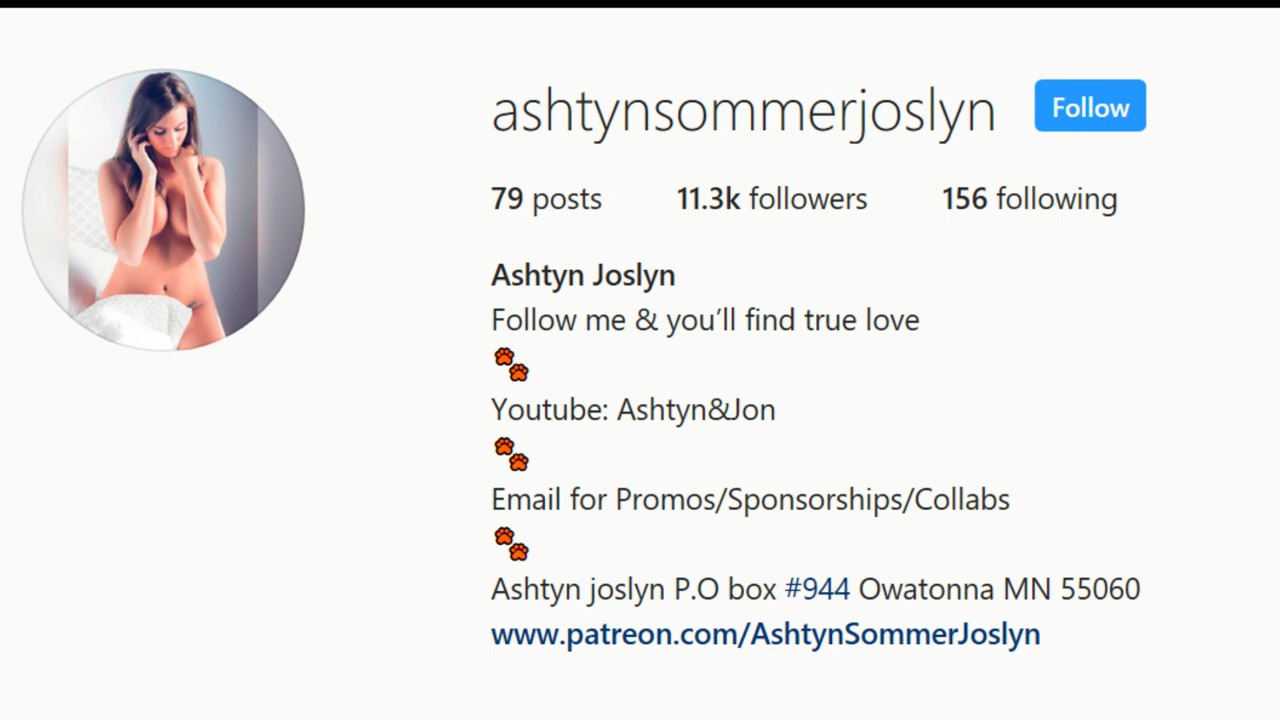 ashtynsommerjoslyn Follow
79 posts 11.3k followers 156 following
Ashtyn Joslyn
Follow me & you’ll find true love
🐾
Youtube: Ashtyn&Jon
🐾
Email for Promos/Sponsorships/Collabs
🐾
Ashtyn joslyn P.O box #944 Owatonna MN 55060
www.patreon.com/AshtynSommerJoslyn